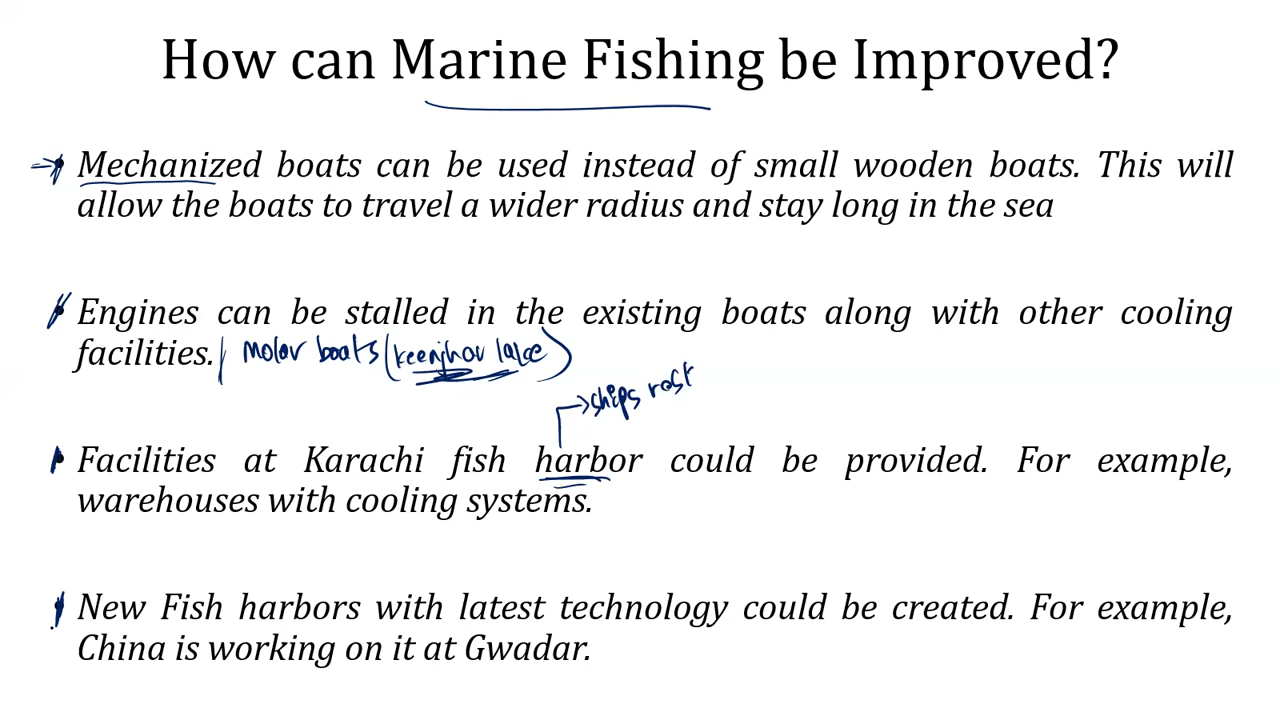 How can Marine Fishing be Improved?
Mechanized boats can be used instead of small wooden boats. This will
allow the boats to travel a wider radius and stay long in the sea
Engines can be stalled in the existing boats along with other cooling
facilities. Motor boats (Keenjhar lake)
ships rest
Facilities at Karachi fish harbor could be provided. For example,
warehouses with cooling systems.
New Fish harbors with latest technology could be created. For example,
China is working on it at Gwadar.